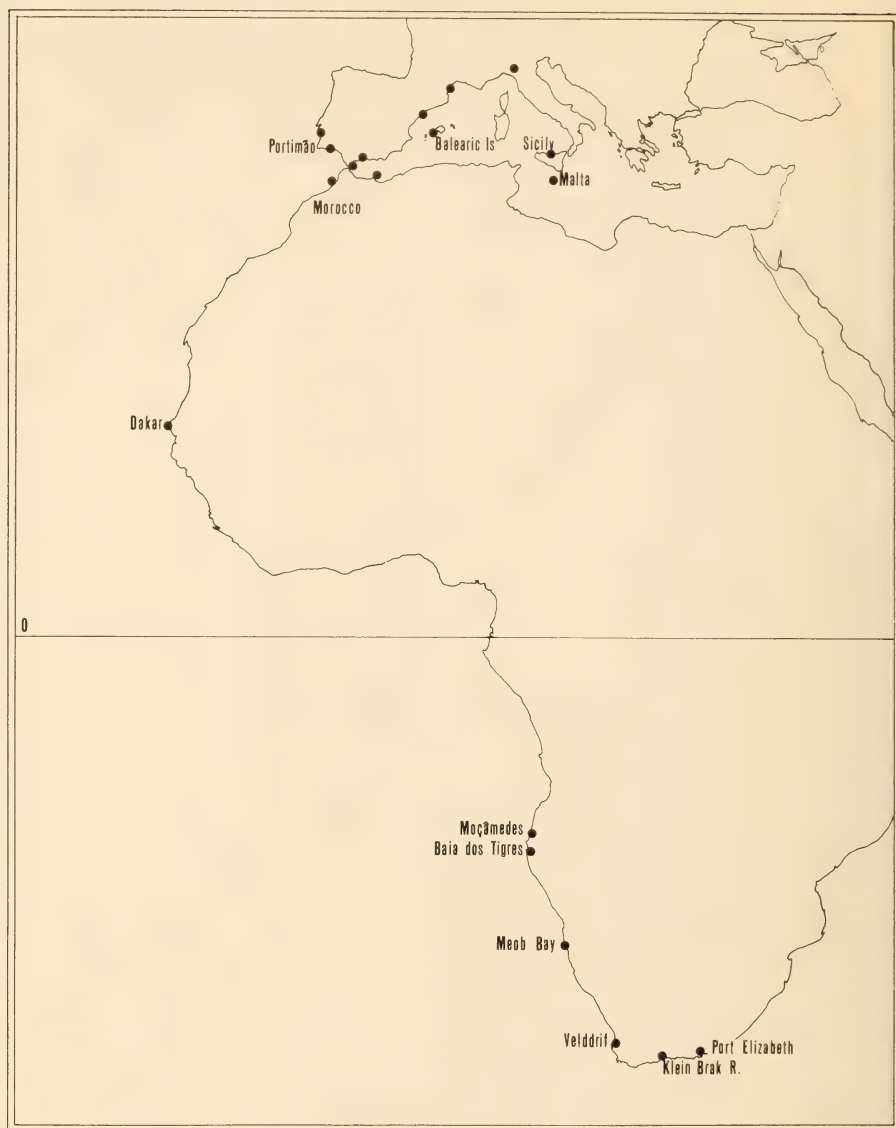 Portimão
Balearic Is
Sicily
Malta
Morocco
Dakar
0
Moçâmedes
Baia dos Tigres
Meob Bay
Velddrif
Port Elizabeth
Klein Brak R.